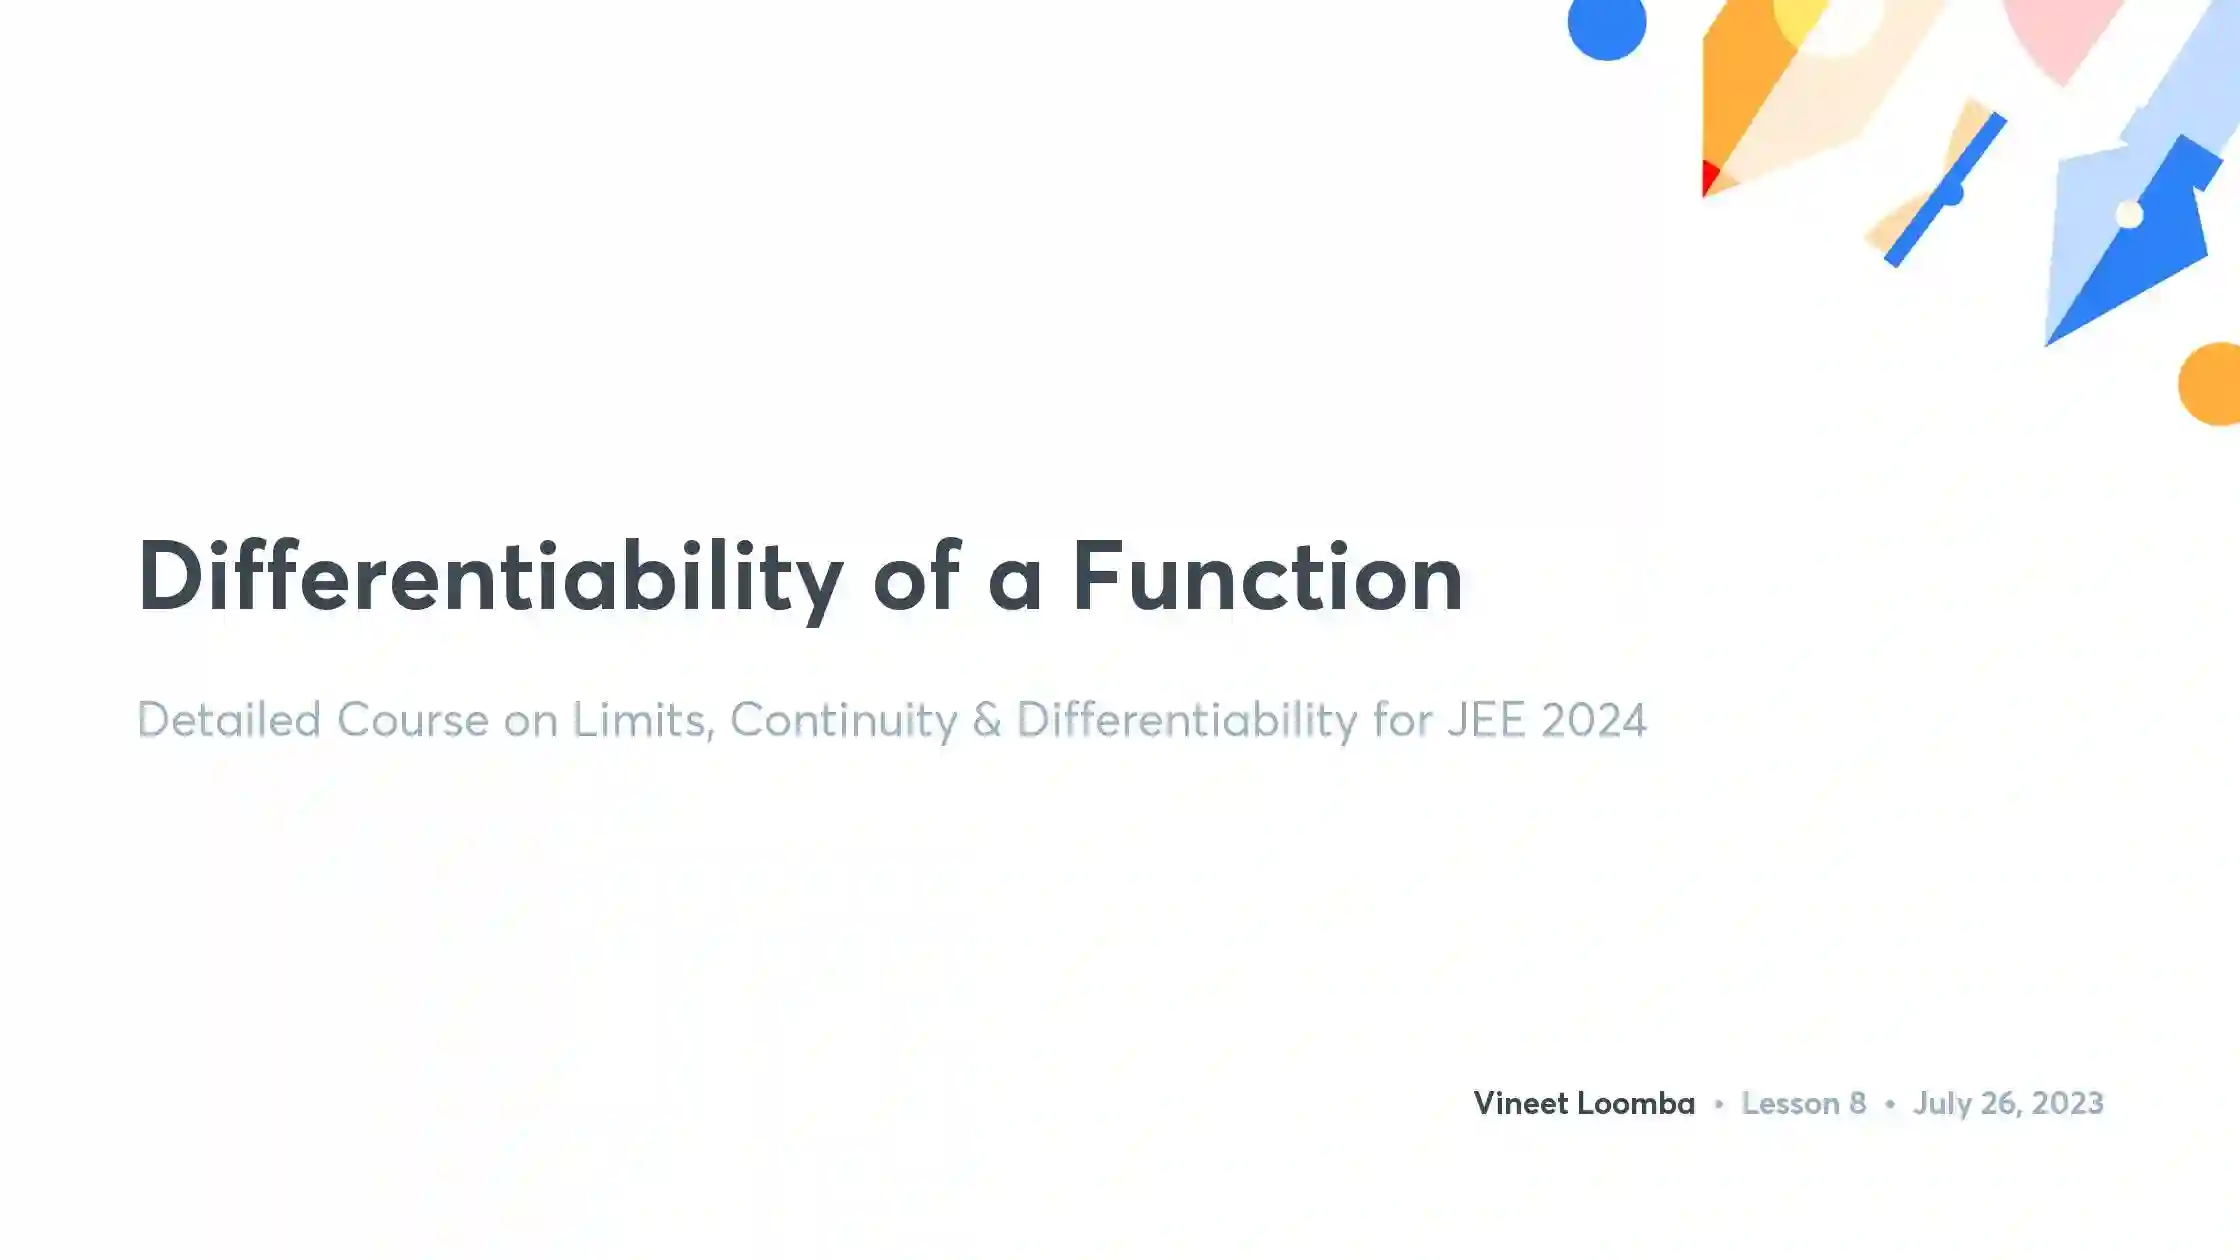 Differentiability of a Function
Detailed Course on Limits, Continuity & Differentiability for JEE 2024
Vineet Loomba • Lesson 8 • July 26, 2023